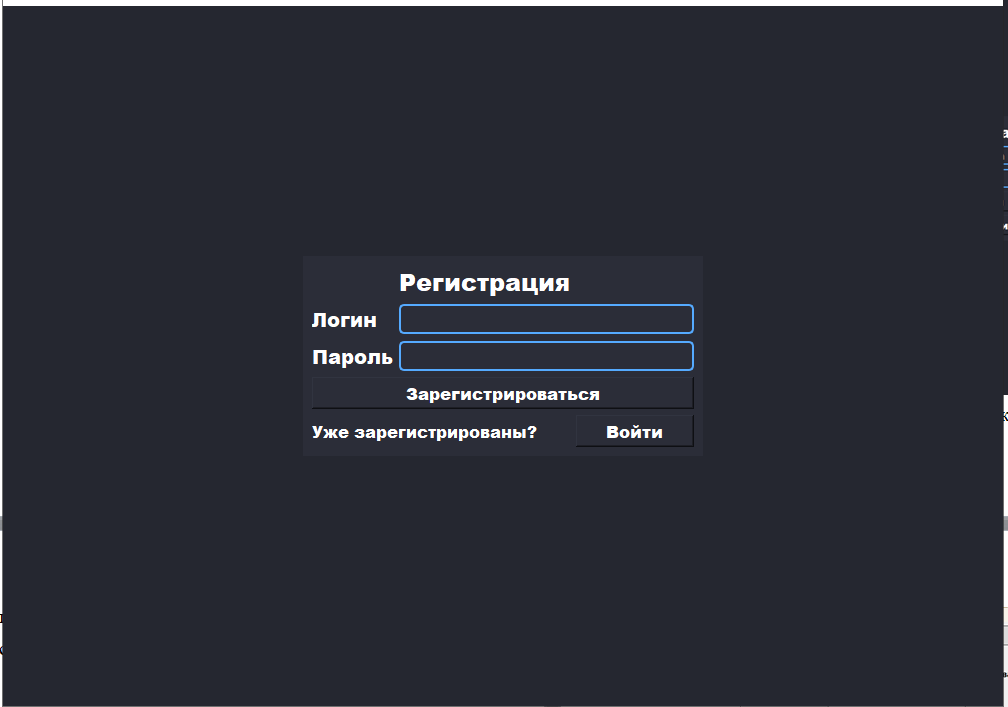 Регистрация
Логин
Пароль
Зарегистрироваться
Уже зарегистрированы? Войти